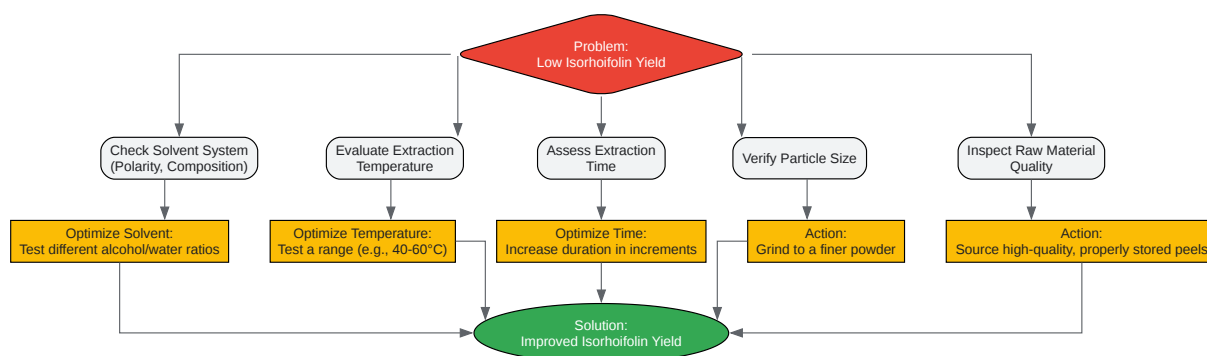 Problem:
Low Isorhoifolin Yield
Check Solvent System
(Polarity, Composition)
Evaluate Extraction
Temperature
Assess Extraction
Time
Verify Particle Size
Inspect Raw Material
Quality
Optimize Solvent:
Test different alcohol/water ratios
Optimize Temperature:
Test a range (e.g., 40-60°C)
Optimize Time:
Increase duration in increments
Action:
Grind to a finer powder
Action:
Source high-quality, properly stored peels
Solution:
Improved Isorhoifolin Yield